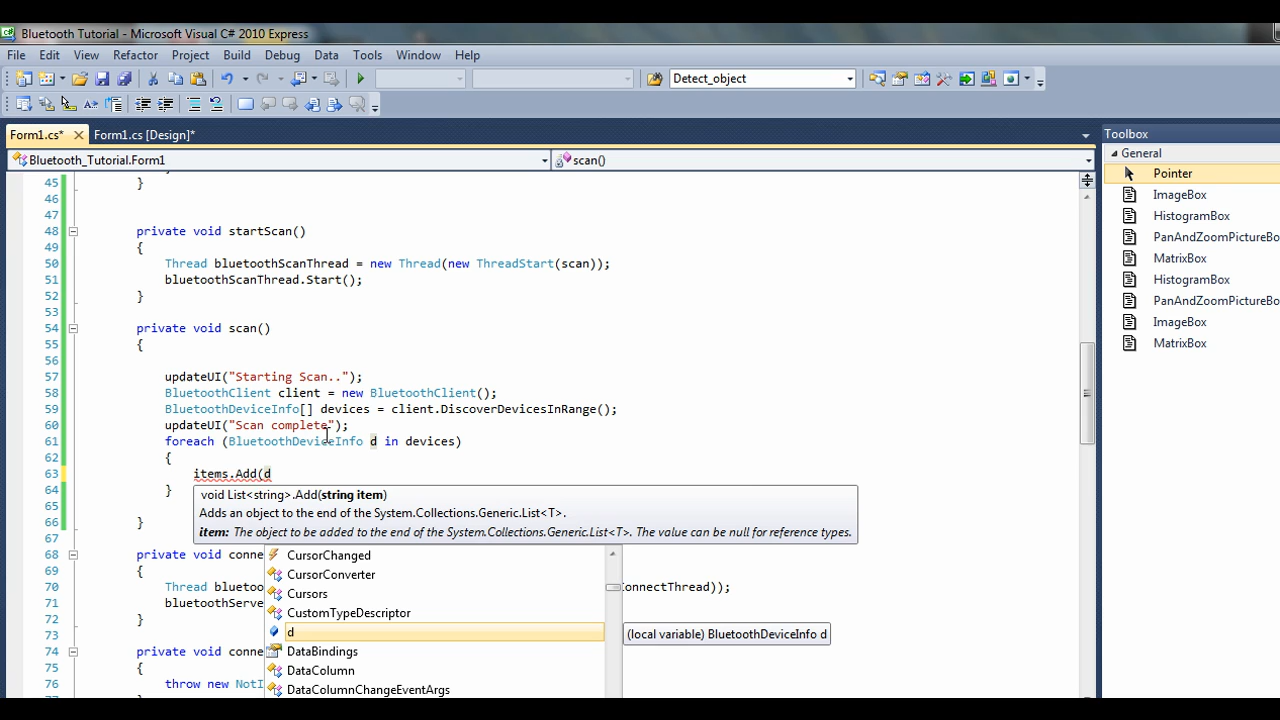 Bluetooth Tutorial - Microsoft Visual C# 2010 Express
File Edit View Refactor Project Build Debug Data Tools Window Help
Detect_object
Form1.cs* Form1.cs [Design]* Toolbox
Bluetooth_Tutorial.Form1 scan() General
Pointer
ImageBox
HistogramBox
PanAndZoomPictureBo
MatrixBox
HistogramBox
PanAndZoomPictureBo
ImageBox
MatrixBox
45 }
46
47
48 private void startScan()
49 {
50 Thread bluetoothScanThread = new Thread(new ThreadStart(scan));
51 bluetoothScanThread.Start();
52 }
53
54 private void scan()
55 {
56
57 updateUI("Starting Scan..");
58 BluetoothClient client = new BluetoothClient();
59 BluetoothDeviceInfo[] devices = client.DiscoverDevicesInRange();
60 updateUI("Scan complete");
61 foreach (BluetoothDeviceInfo d in devices)
62 {
63 items.Add(d
64 }
65
66 }
67
68 private void conne
69 {
70 Thread bluetoo onnectThread));
71 bluetoothServe
72 }
73
74 private void conne
75 {
76 throw new NotI
void List<string>.Add(string item)
Adds an object to the end of the System.Collections.Generic.List<T>.
item: The object to be added to the end of the System.Collections.Generic.List<T>. The value can be null for reference types.
CursorChanged
CursorConverter
Cursors
CustomTypeDescriptor
d
DataBindings
DataColumn
DataColumnChangeEventArgs
(local variable) BluetoothDeviceInfo d